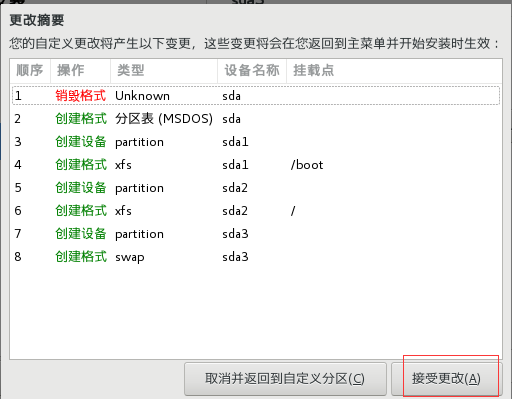 更改摘要
您的自定义更改将产生以下变更，这些变更将会在您返回到主菜单并开始安装时生效：
顺序 操作 类型 设备名称 挂载点
1 销毁格式 Unknown sda
2 创建格式 分区表 (MSDOS) sda
3 创建设备 partition sda1
4 创建格式 xfs sda1 /boot
5 创建设备 partition sda2
6 创建格式 xfs sda2 /
7 创建设备 partition sda3
8 创建格式 swap sda3
取消并返回到自定义分区(C) 接受更改(A)